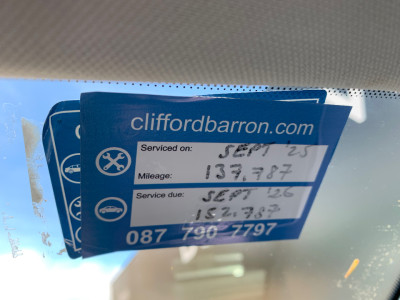 cliffordbarron.com
Serviced on: SEPT '25
Mileage: 137,787
Service due: SEPT '26
152,787
087 790 7797